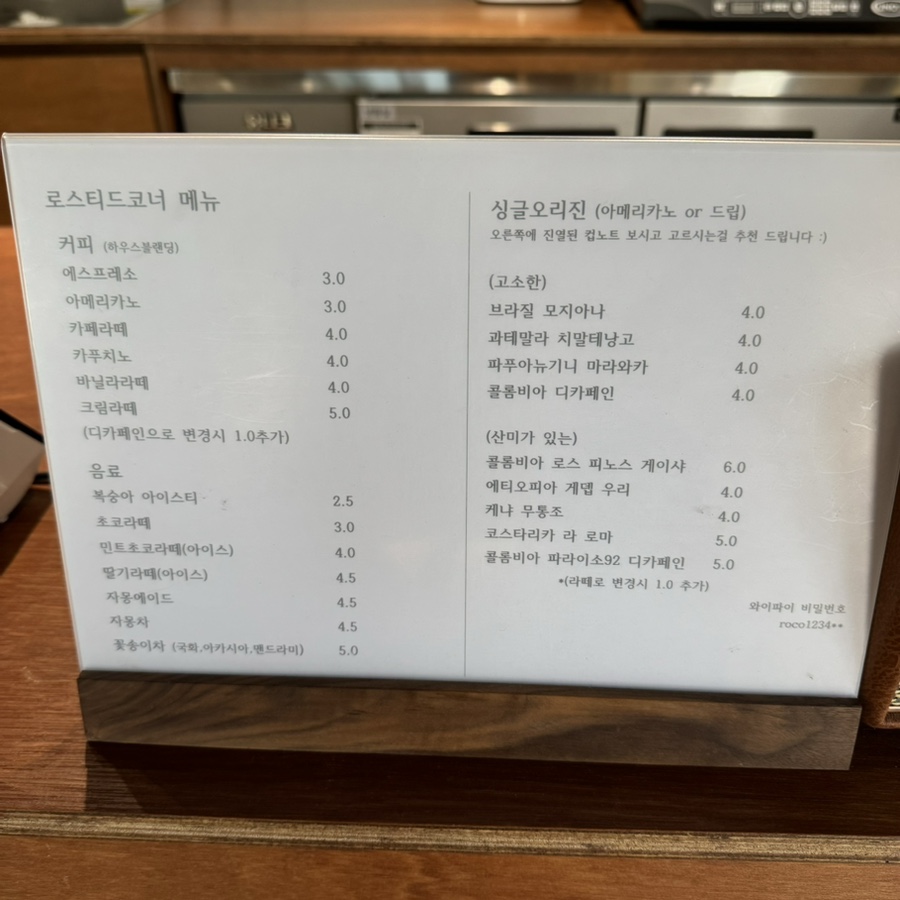 로스티드코너 메뉴
커피 (하우스블랜딩)
에스프레소 3.0
아메리카노 3.0
카페라떼 4.0
카푸치노 4.0
바닐라라떼 4.0
크림라떼 5.0
(디카페인으로 변경시 1.0추가)
음료
복숭아 아이스티 2.5
초코라떼 3.0
민트초코라떼(아이스) 4.0
딸기라떼(아이스) 4.5
자몽에이드 4.5
자몽차 4.5
꽃송이차 (국화,아카시아,맨드라미) 5.0
싱글오리진 (아메리카노 or 드립)
오른쪽에 진열된 컵노트 보시고 고르시는걸 추천 드립니다 :)
(고소한)
브라질 모지아나 4.0
과테말라 치말테낭고 4.0
파푸아뉴기니 마라와카 4.0
콜롬비아 디카페인 4.0
(산미가 있는)
콜롬비아 로스 피노스 게이샤 6.0
에티오피아 게뎁 우리 4.0
케냐 무통조 4.0
코스타리카 라 로마 5.0
콜롬비아 파라이소92 디카페인 5.0
*(라떼로 변경시 1.0 추가)
와이파이 비밀번호
roco1234**